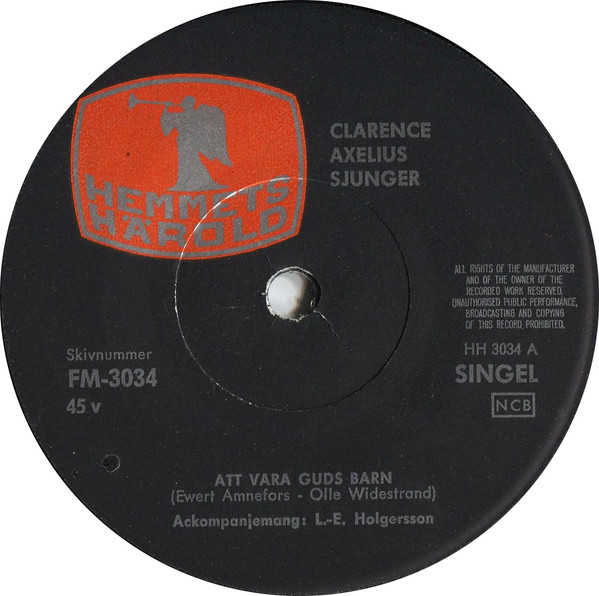 HEMMETS
HÄROLD
CLARENCE
AXELIUS
SJUNGER
ALL RIGHTS OF THE MANUFACTURER
AND OF THE OWNER OF THE
RECORDED WORK RESERVED.
UNAUTHORISED PUBLIC PERFORMANCE,
BROADCASTING AND COPYING
OF THIS RECORD, PROHIBITED.
Skivnummer
FM-3034
45 v
HH 3034 A
SINGEL
NCB
ATT VARA GUDS BARN
(Ewert Amnefors - Olle Widestrand)
Ackompanjemang: L.-E. Holgersson